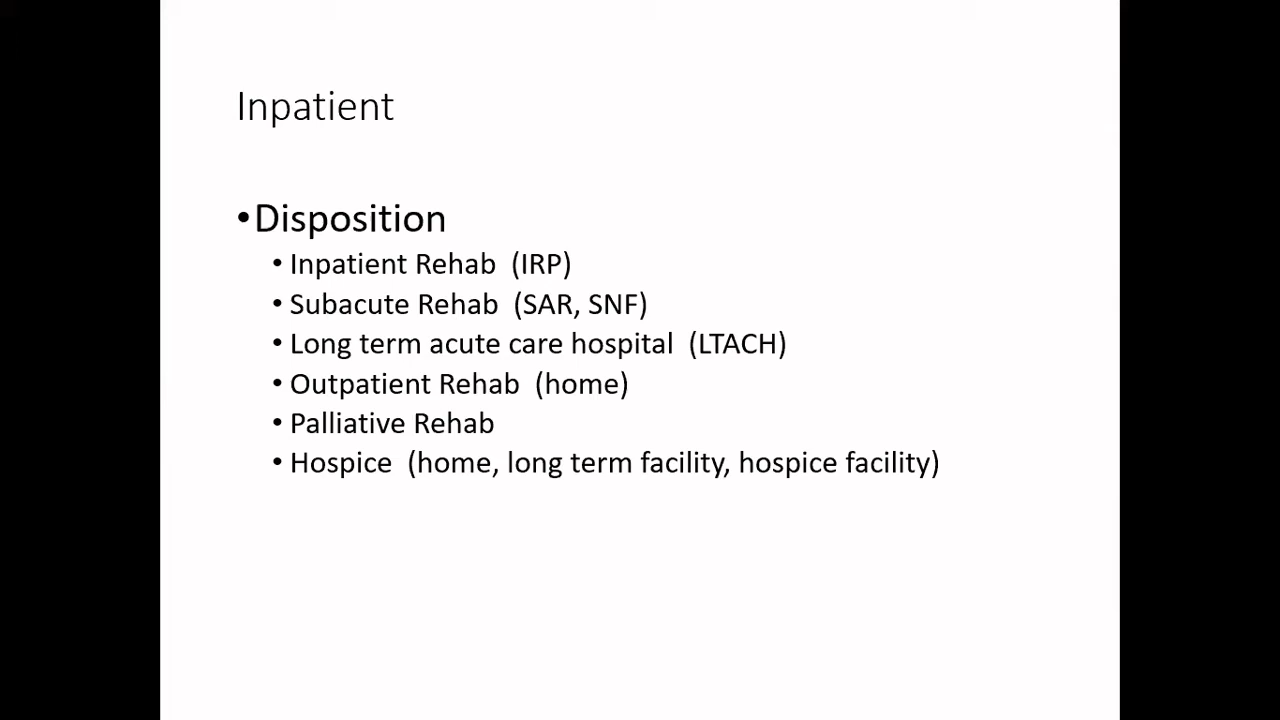 Inpatient
•Disposition
• Inpatient Rehab (IRP)
• Subacute Rehab (SAR, SNF)
• Long term acute care hospital (LTACH)
• Outpatient Rehab (home)
• Palliative Rehab
• Hospice (home, long term facility, hospice facility)